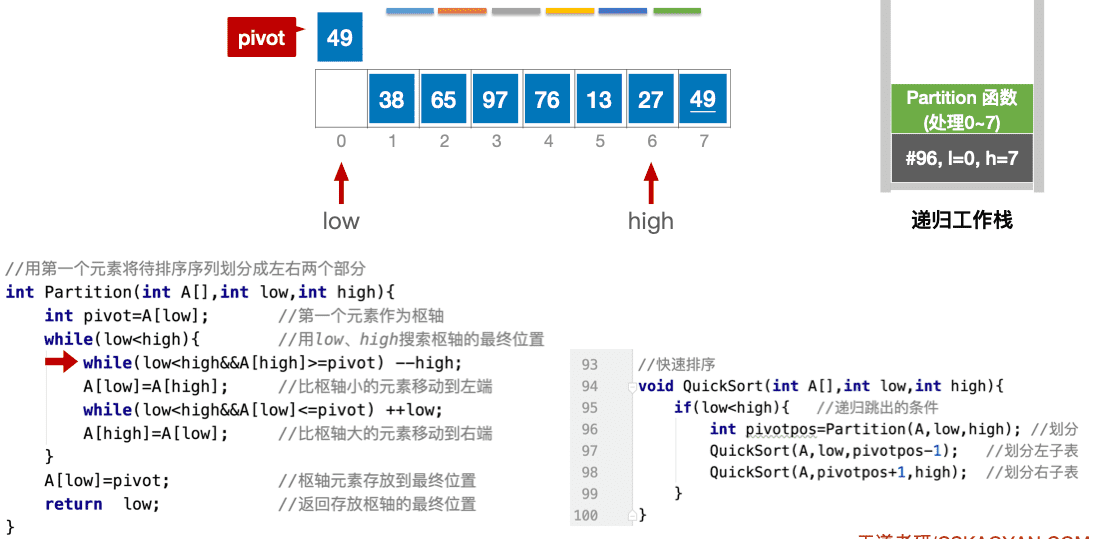 pivot
49
38 65 97 76 13 27 49
0 1 2 3 4 5 6 7
low
high
Partition 函数
(处理0~7)
#96, l=0, h=7
递归工作栈
//用第一个元素将待排序序列划分成左右两个部分
int Partition(int A[],int low,int high){
int pivot=A[low]; //第一个元素作为枢轴
while(low<high){ //用low、high搜索枢轴的最终位置
while(low<high&&A[high]>=pivot) --high;
A[low]=A[high]; //比枢轴小的元素移动到左端
while(low<high&&A[low]<=pivot) ++low;
A[high]=A[low]; //比枢轴大的元素移动到右端
}
A[low]=pivot; //枢轴元素存放到最终位置
return low; //返回存放枢轴的最终位置
}
93 //快速排序
94 void QuickSort(int A[],int low,int high){
95 if(low<high){ //递归跳出的条件
96 int pivotpos=Partition(A,low,high); //划分
97 QuickSort(A,low,pivotpos-1); //划分左子表
98 QuickSort(A,pivotpos+1,high); //划分右子表
99 }
100 }